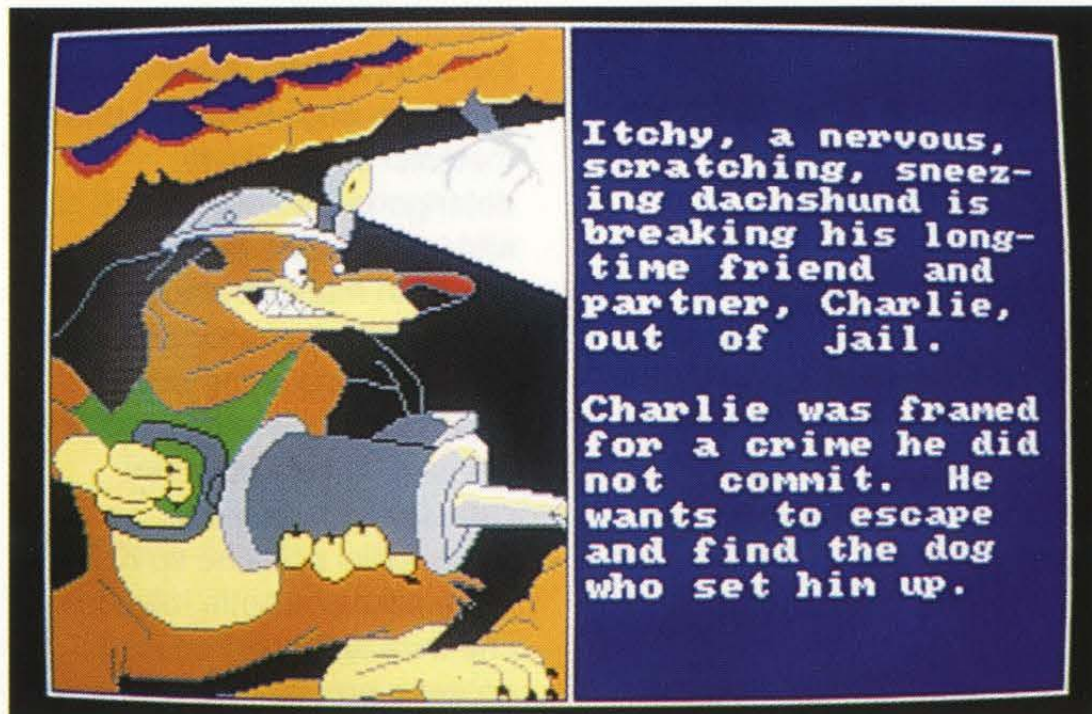 Itchy, a nervous,
scratching, sneez-
ing dachshund is
breaking his long-
time friend and
partner, Charlie,
out of jail.
Charlie was framed
for a crime he did
not commit. He
wants to escape
and find the dog
who set him up.